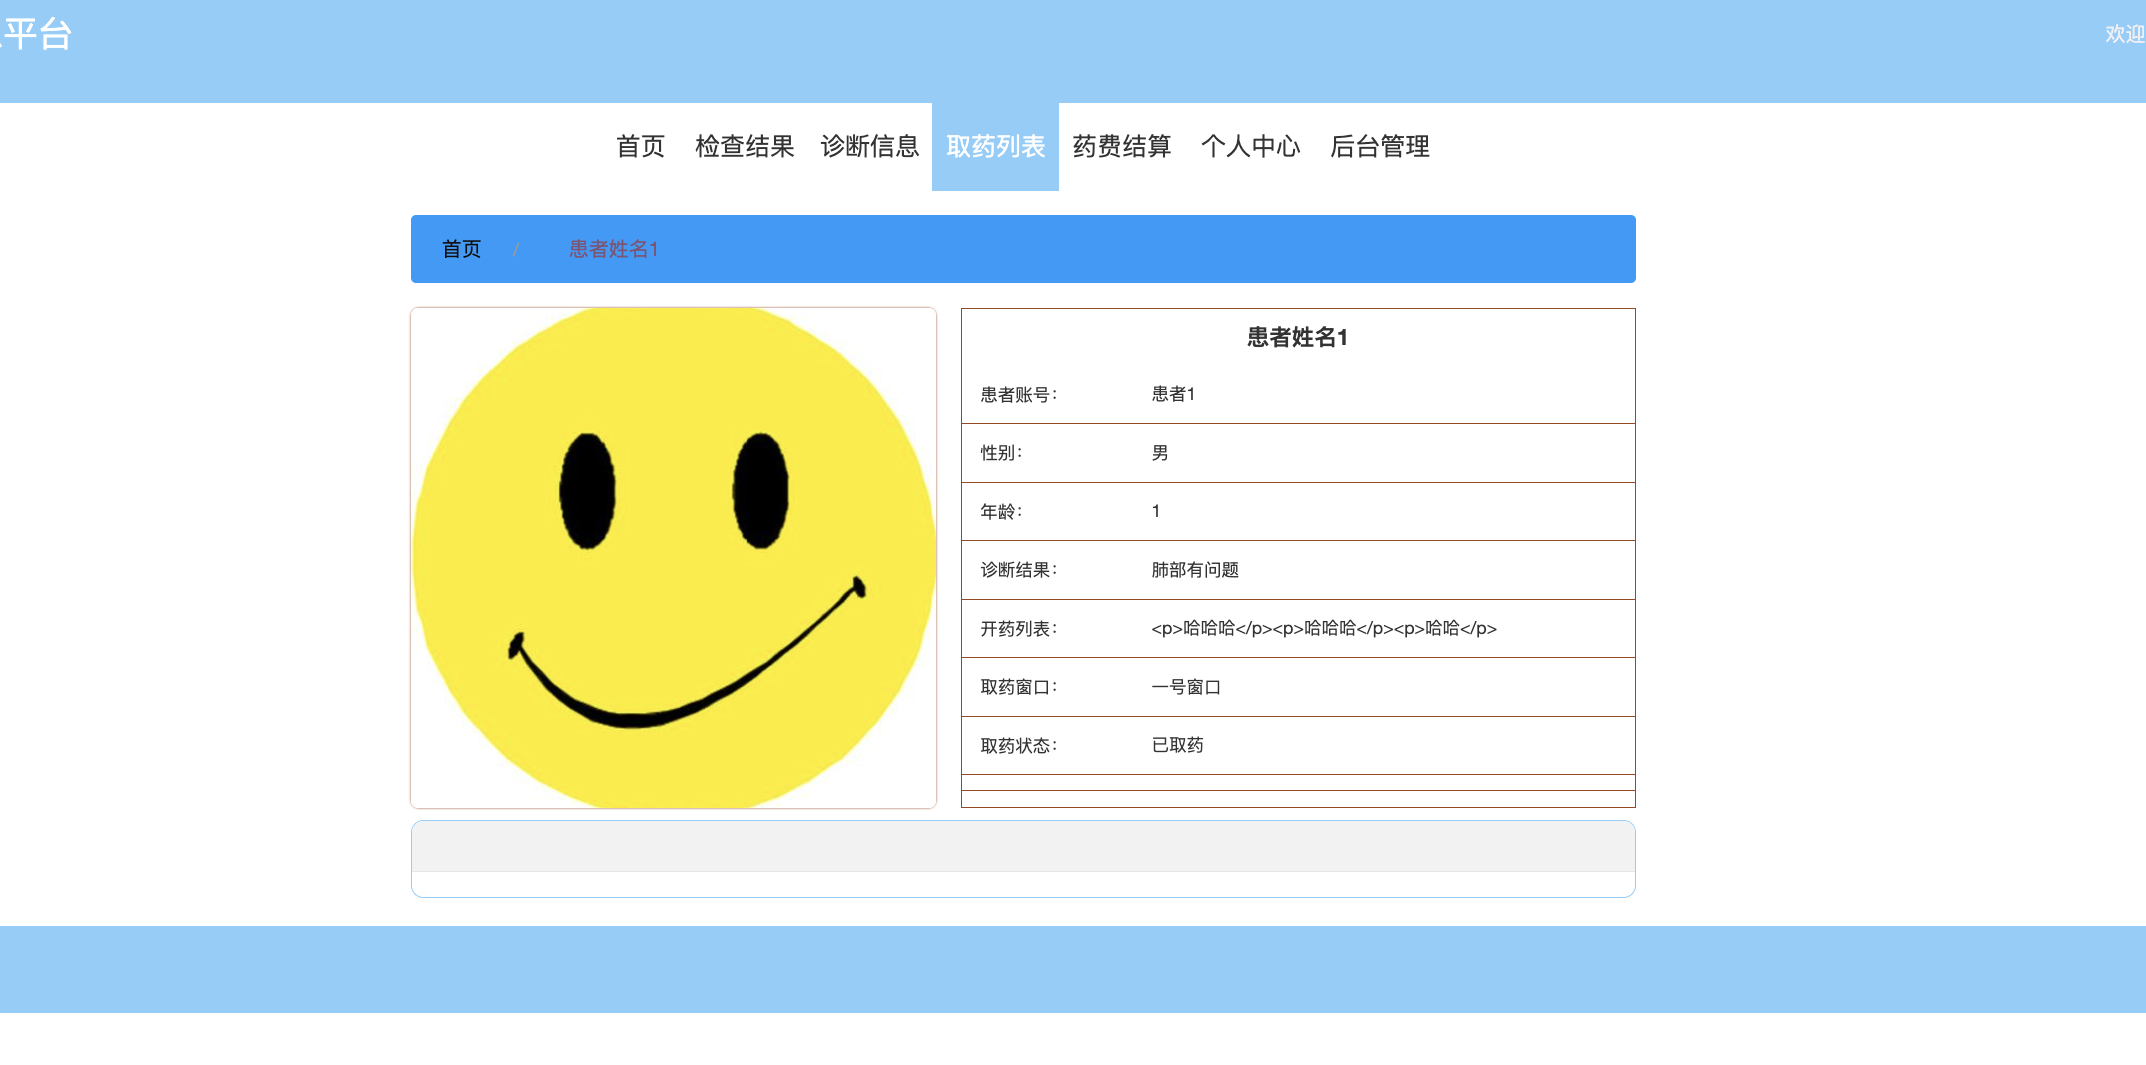 平台
欢迎
首页 检查结果 诊断信息 取药列表 药费结算 个人中心 后台管理
首页 / 患者姓名1
患者姓名1
患者账号: 患者1
性别: 男
年龄: 1
诊断结果: 肺部有问题
开药列表: <p>哈哈哈</p><p>哈哈哈</p><p>哈哈</p>
取药窗口: 一号窗口
取药状态: 已取药